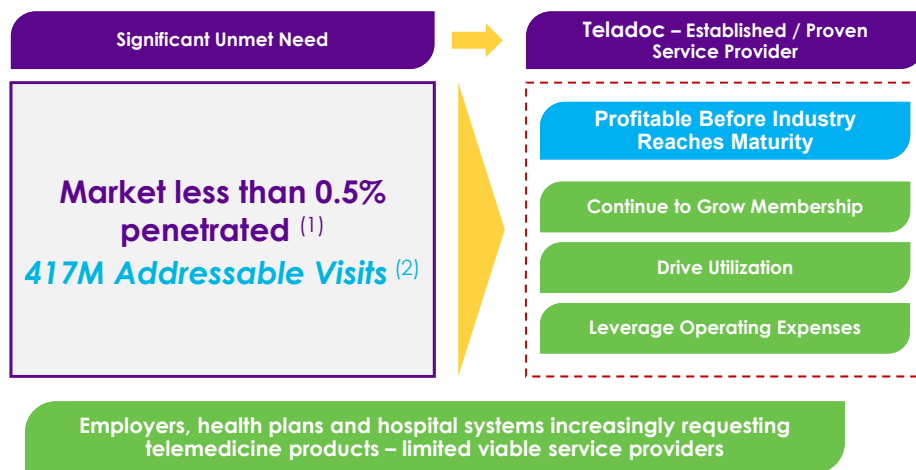 Significant Unmet Need
Teladoc – Established / Proven
Service Provider
Market less than 0.5%
penetrated (1)
417M Addressable Visits (2)
Profitable Before Industry
Reaches Maturity
Continue to Grow Membership
Drive Utilization
Leverage Operating Expenses
Employers, health plans and hospital systems increasingly requesting
telemedicine products – limited viable service providers